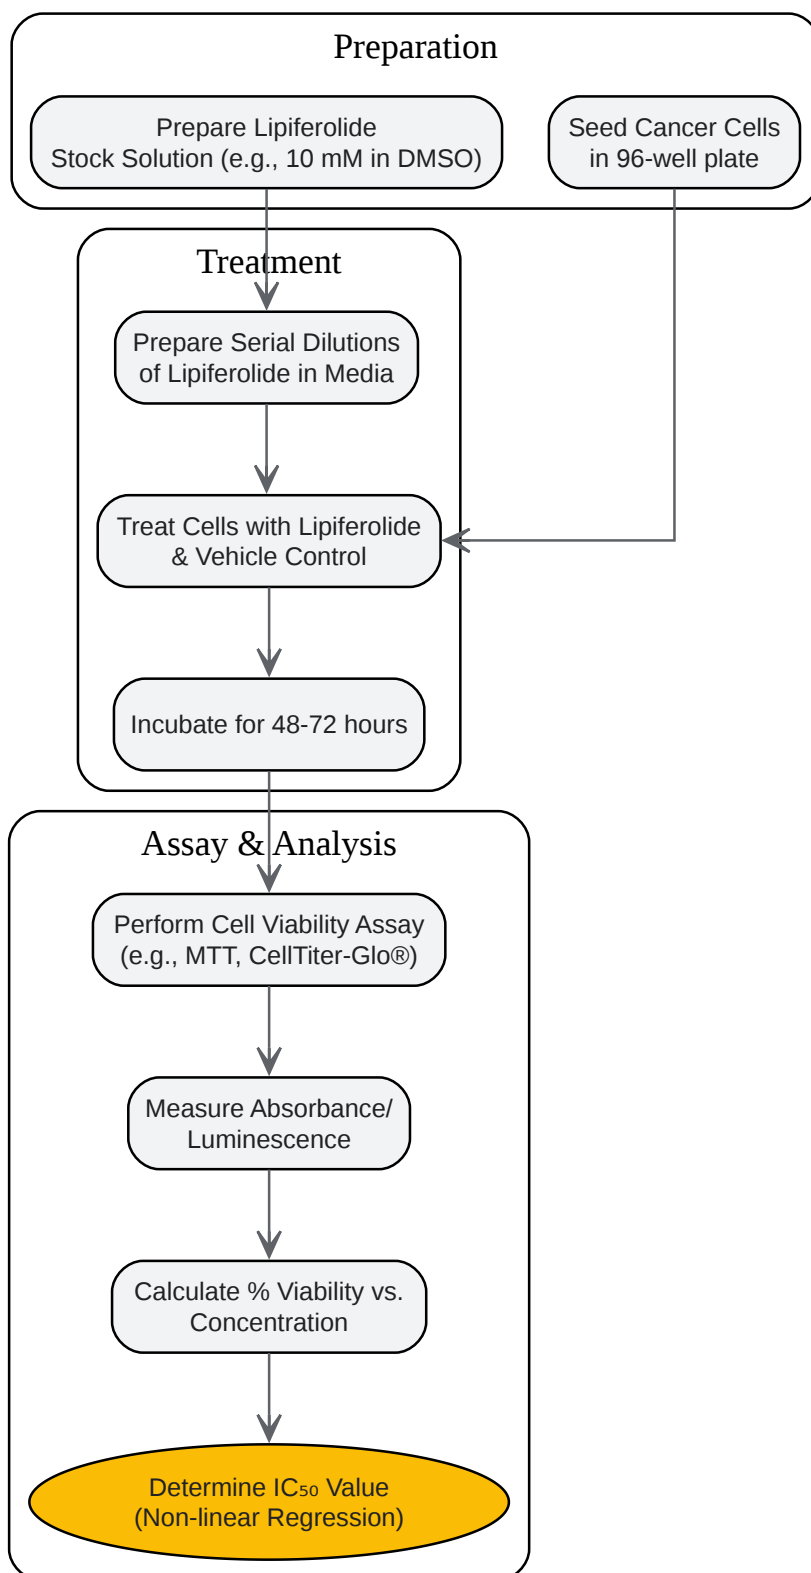 Preparation
Prepare Lipiferolide
Stock Solution (e.g., 10 mM in DMSO)
Seed Cancer Cells
in 96-well plate
Treatment
Prepare Serial Dilutions
of Lipiferolide in Media
Treat Cells with Lipiferolide
& Vehicle Control
Incubate for 48-72 hours
Assay & Analysis
Perform Cell Viability Assay
(e.g., MTT, CellTiter-Glo®)
Measure Absorbance/
Luminescence
Calculate % Viability vs.
Concentration
Determine IC₅₀ Value
(Non-linear Regression)